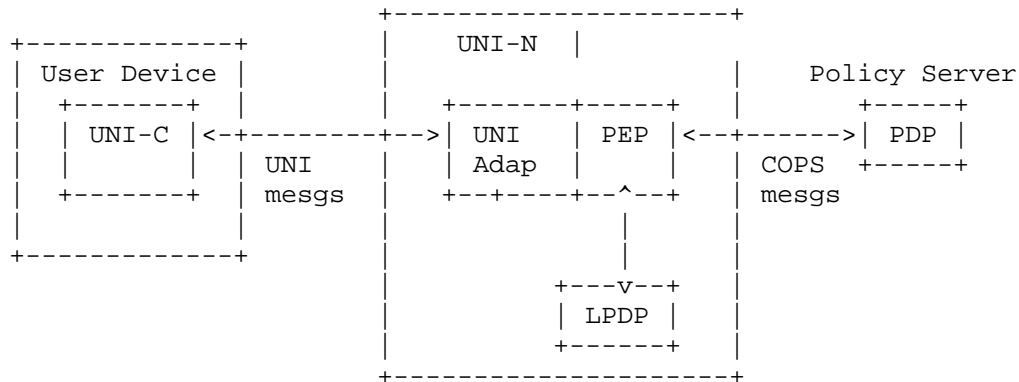 UNI-N
User Device Policy Server
UNI-C UNI PEP PDP
UNI Adap COPS
mesgs mesgs
LPDP